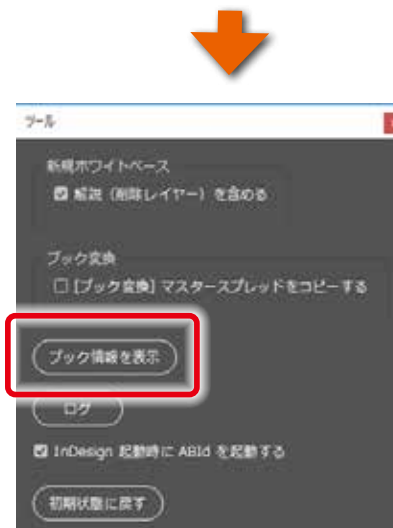 ツール
新規ホワイトベース
解説（削除レイヤー）を含める
ブック変換
[ブック変換] マスタースプレッドをコピーする
ブック情報を表示
ログ
InDesign 起動時に ABId を起動する
初期状態に戻す